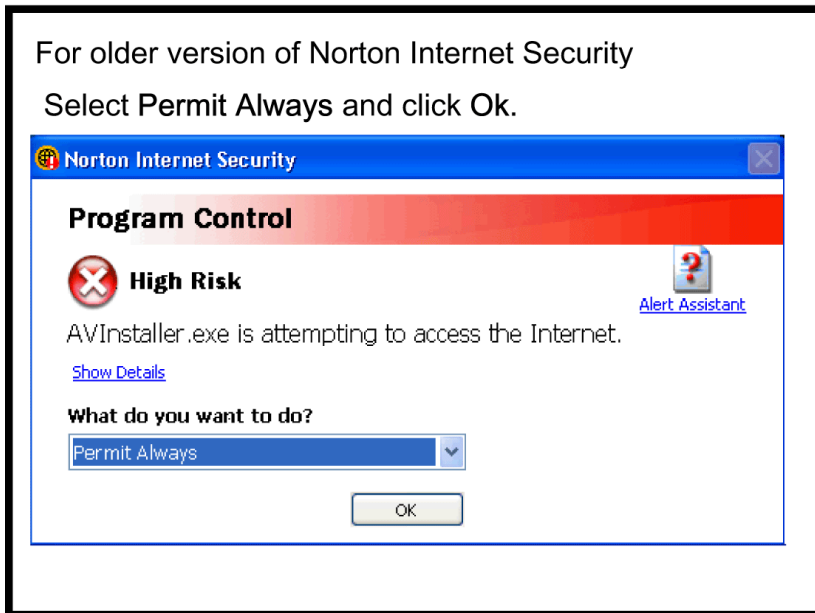 For older version of Norton Internet Security
Select Permit Always and click Ok.
Norton Internet Security
Program Control
High Risk
Alert Assistant
AVInstaller.exe is attempting to access the Internet.
Show Details
What do you want to do?
Permit Always
OK